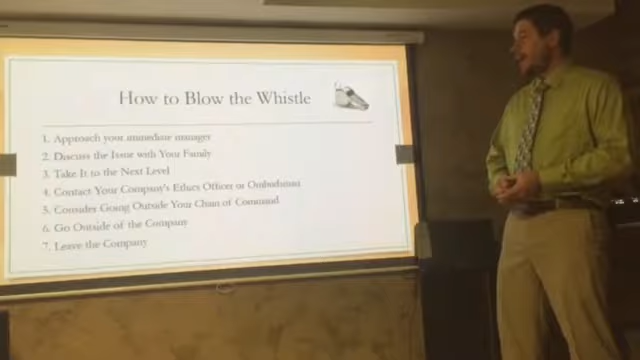 How to Blow the Whistle
1. Approach your immediate manager
2. Discuss the Issue with Your Family
3. Take It to the Next Level
4. Contact Your Company's Ethics Officer or Ombudsman
5. Consider Going Outside Your Chain of Command
6. Go Outside of the Company
7. Leave the Company